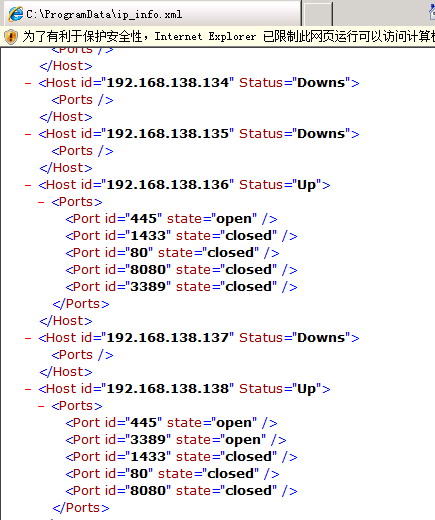 C:\ProgramData\ip_info.xml
为了有利于保护安全性，Internet Explorer 已限制此网页运行可以访问计算机
<Ports />
</Host>
- <Host id="192.168.138.134" Status="Downs">
<Ports />
</Host>
- <Host id="192.168.138.135" Status="Downs">
<Ports />
</Host>
- <Host id="192.168.138.136" Status="Up">
- <Ports>
<Port id="445" state="open" />
<Port id="1433" state="closed" />
<Port id="80" state="closed" />
<Port id="8080" state="closed" />
<Port id="3389" state="closed" />
</Ports>
</Host>
- <Host id="192.168.138.137" Status="Downs">
<Ports />
</Host>
- <Host id="192.168.138.138" Status="Up">
- <Ports>
<Port id="445" state="open" />
<Port id="3389" state="open" />
<Port id="1433" state="closed" />
<Port id="80" state="closed" />
<Port id="8080" state="closed" />
</Ports>